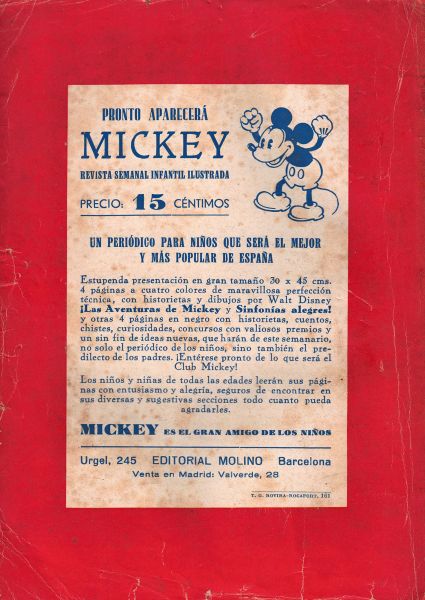 PRONTO APARECERÁ
MICKEY
REVISTA SEMANAL INFANTIL ILUSTRADA
PRECIO: 15 CÉNTIMOS
UN PERIÓDICO PARA NIÑOS QUE SERÁ EL MEJOR
Y MÁS POPULAR DE ESPAÑA
Estupenda presentación en gran tamaño 30 x 45 cms.
4 páginas a cuatro colores de maravillosa perfección
técnica, con historietas y dibujos por Walt Disney
¡Las Aventuras de Mickey y Sinfonías alegres!
y otras 4 páginas en negro con historietas, cuentos,
chistes, curiosidades, concursos con valiosos premios y
un sin fin de ideas nuevas, que harán de este semanario,
no solo el periódico de los niños, sino también el pre-
dilecto de los padres. ¡Entérese pronto de lo que será el
Club Mickey!
Los niños y niñas de todas las edades leerán sus pági-
nas con entusiasmo y alegría, seguros de encontrar en
sus diversas y sugestivas secciones todo cuanto pueda
agradarles.
MICKEY ES EL GRAN AMIGO DE LOS NIÑOS
Urgel, 245 EDITORIAL MOLINO Barcelona
Venta en Madrid: Valverde, 28
T. G. ROVIRA-ROCAFORT, 161